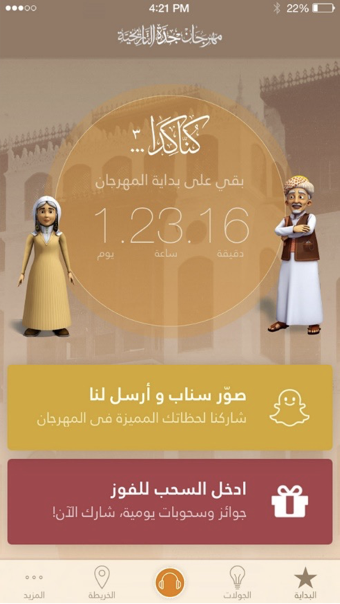 4:21 PM
22%
مهرجان جدة التاريخية
كنا كدا
٣ ...
بقي على بداية المهرجان
1.23.16
دقيقة
ساعة
يوم
صوّر سناب و أرسل لنا
شاركنا لحظاتك المميزة في المهرجان
ادخل السحب للفوز
جوائز وسحوبات يومية، شارك الآن!
البداية
الجولات
الخريطة
المزيد